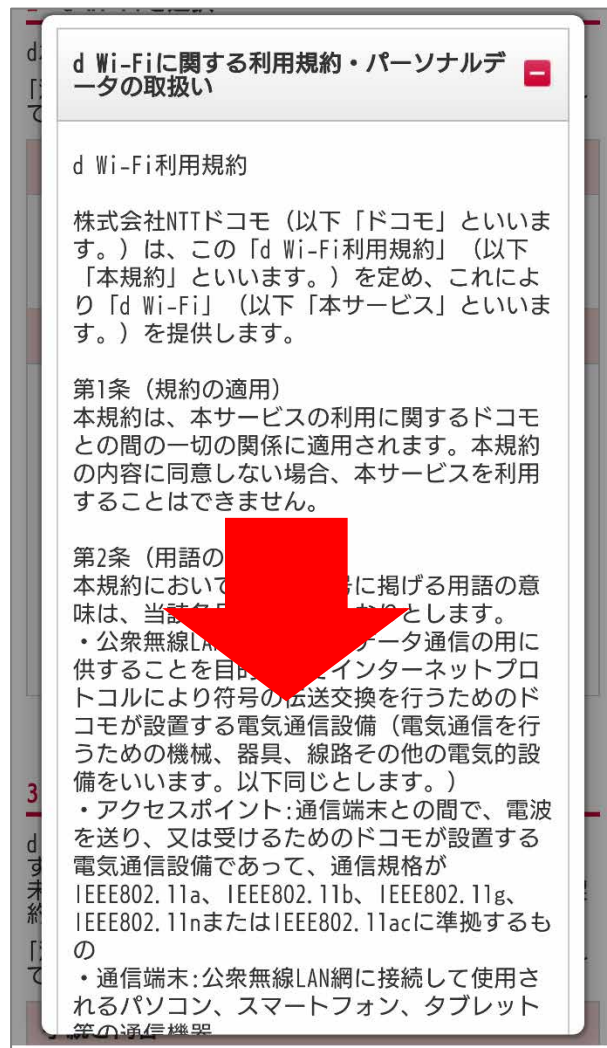 d Wi-Fiに関する利用規約・パーソナルデ
ータの取扱い
d Wi-Fi利用規約
株式会社NTTドコモ（以下「ドコモ」といいま
す。）は、この「d Wi-Fi利用規約」（以下
「本規約」といいます。）を定め、これによ
り「d Wi-Fi」（以下「本サービス」といいま
す。）を提供します。
第1条（規約の適用）
本規約は、本サービスの利用に関するドコモ
との間の一切の関係に適用されます。本規約
の内容に同意しない場合、本サービスを利用
することはできません。
第2条（用語の
本規約において に掲げる用語の意
味は、当該各 りとします。
・公衆無線LA ータ通信の用に
供することを目的 インターネットプロ
トコルにより符号の伝送交換を行うためのド
コモが設置する電気通信設備（電気通信を行
うための機械、器具、線路その他の電気的設
備をいいます。以下同じとします。）
・アクセスポイント:通信端末との間で、電波
を送り、又は受けるためのドコモが設置する
電気通信設備であって、通信規格が
IEEE802.11a、IEEE802.11b、IEEE802.11g、
IEEE802.11nまたはIEEE802.11acに準拠するも
の
・通信端末:公衆無線LAN網に接続して使用さ
れるパソコン、スマートフォン、タブレット
等の通信機器
3